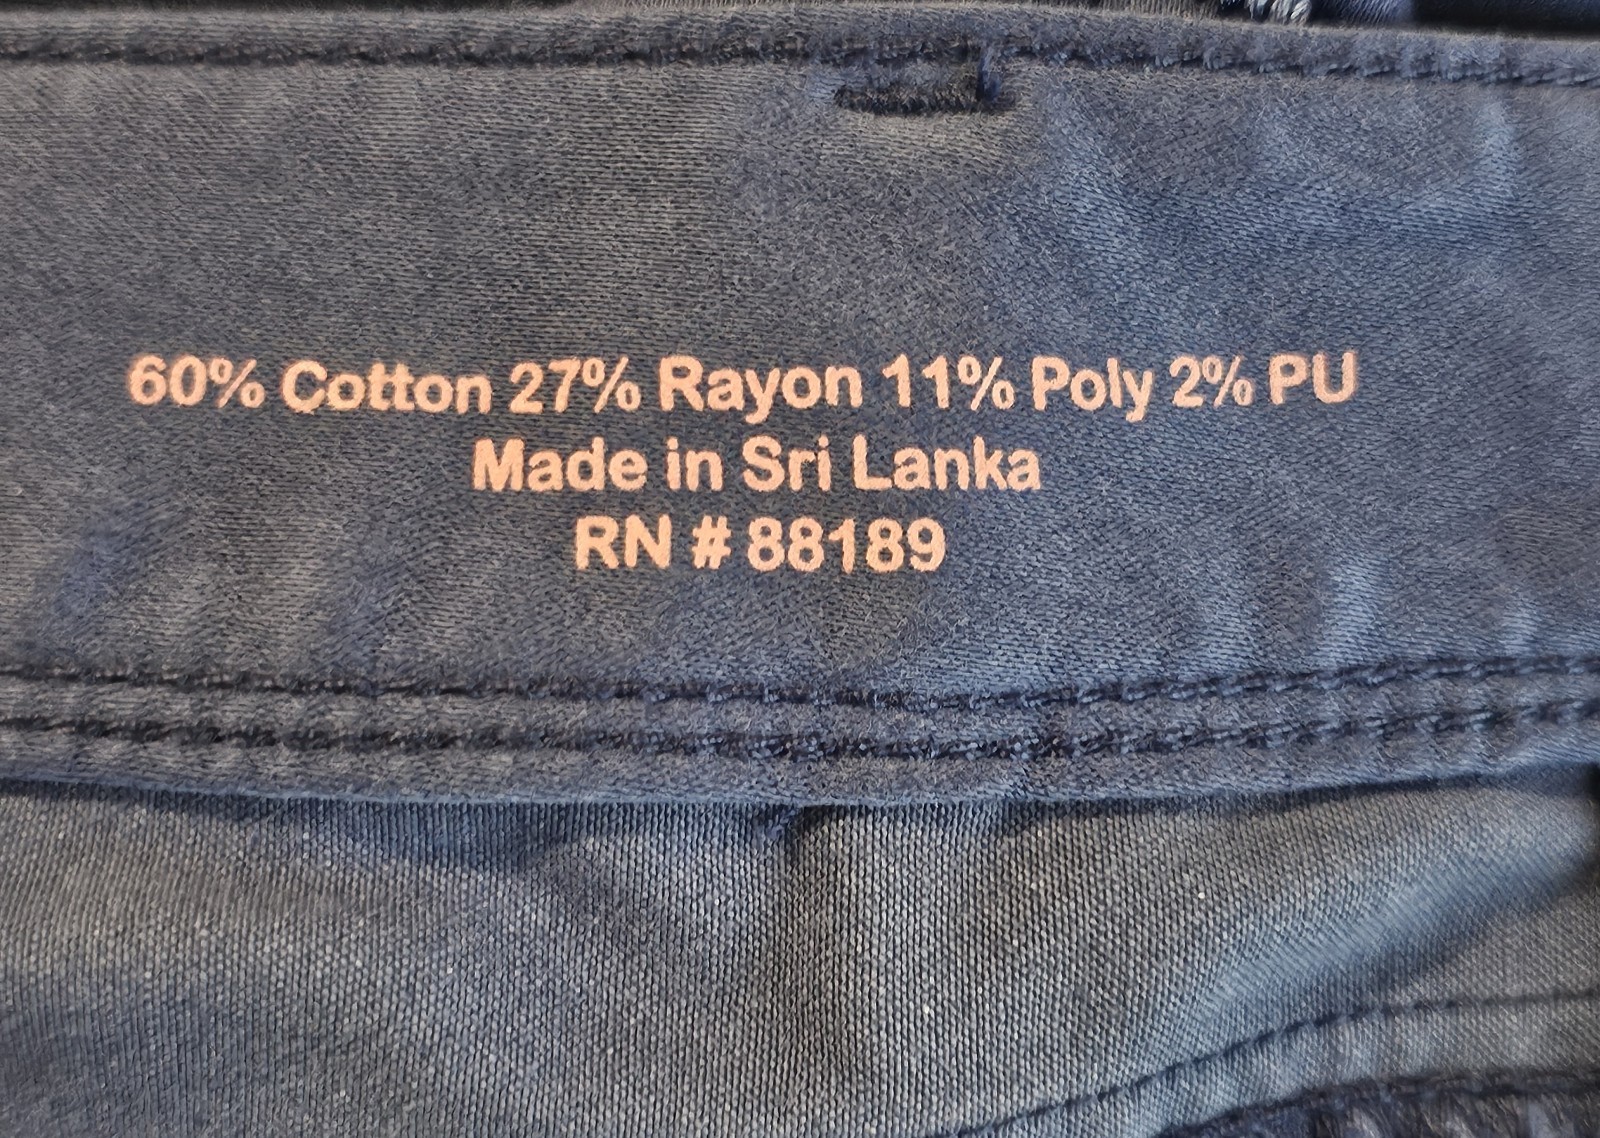 60% Cotton 27% Rayon 11% Poly 2% PU
Made in Sri Lanka
RN # 88189